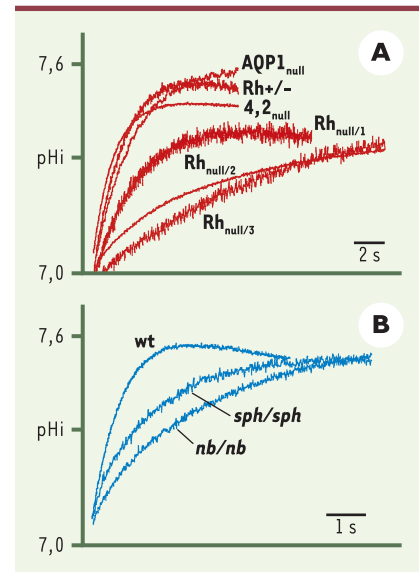 A
7,6
AQP1null
Rh+/-
4,2null
Rhnull/1
pHi
Rhnull/2
Rhnull/3
2 s
7,0
B
7,6
wt
sph/sph
pHi
nb/nb
1 s
7,0